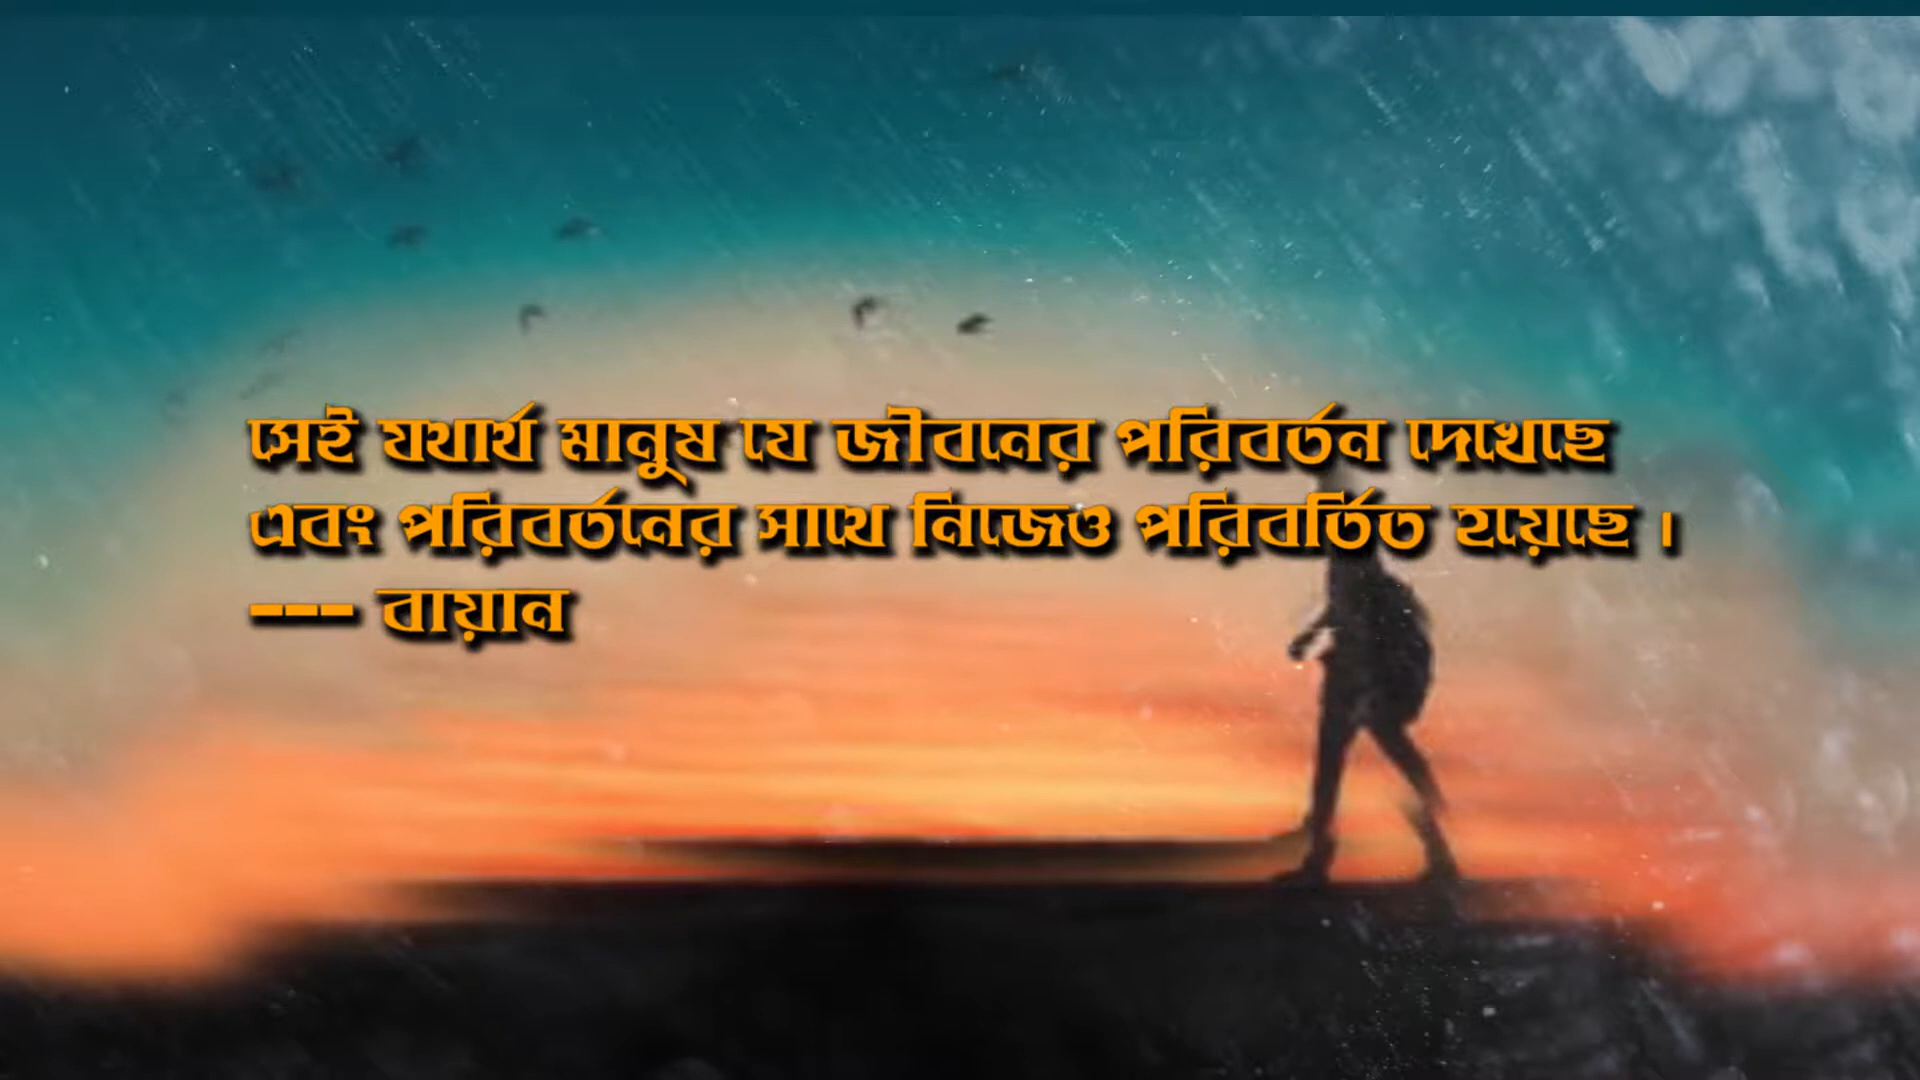 সেই যথার্থ মানুষ যে জীবনের পরিবর্তন দেখেছে
এবং পরিবর্তনের সাথে নিজেও পরিবর্তিত হয়েছে ।
--- বায়ান